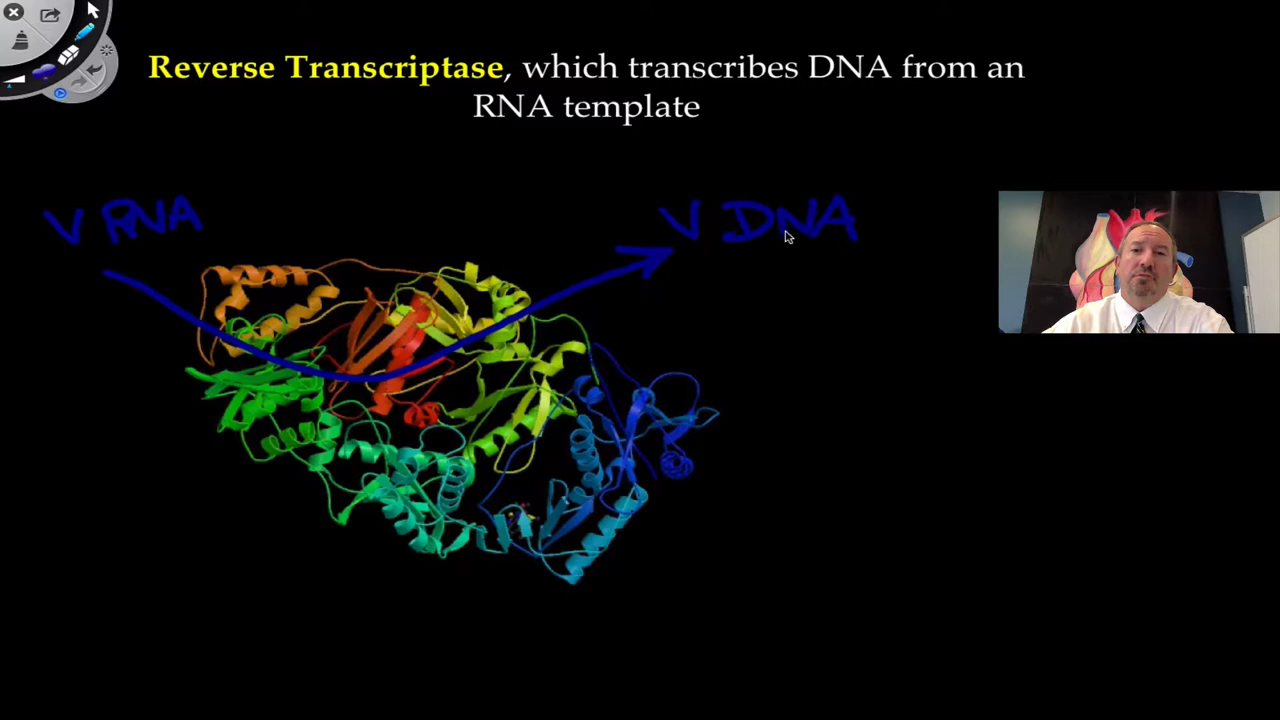 Reverse Transcriptase, which transcribes DNA from an
RNA template
V RNA
V DNA